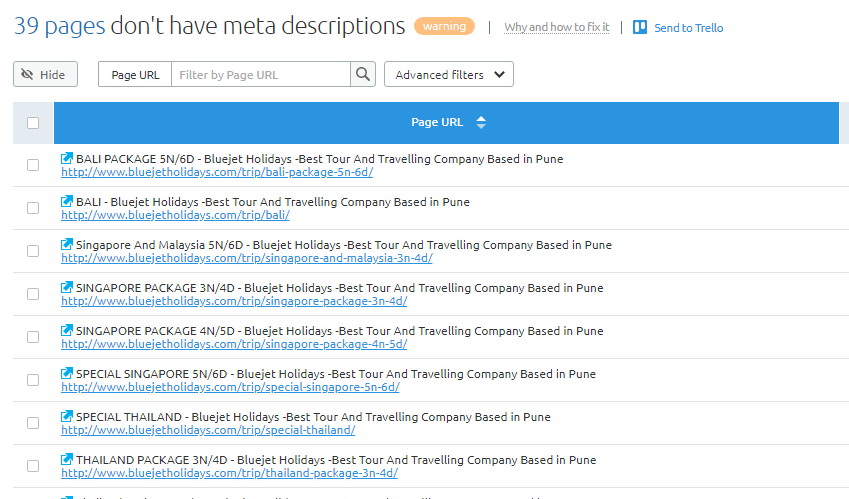 39 pages don't have meta descriptions warning | Why and how to fix it | Send to Trello
Hide Page URL Filter by Page URL Advanced filters
Page URL
BALI PACKAGE 5N/6D - Bluejet Holidays -Best Tour And Travelling Company Based in Pune
http://www.bluejetholidays.com/trip/bali-package-5n-6d/
BALI - Bluejet Holidays -Best Tour And Travelling Company Based in Pune
http://www.bluejetholidays.com/trip/bali/
Singapore And Malaysia 5N/6D - Bluejet Holidays -Best Tour And Travelling Company Based in Pune
http://www.bluejetholidays.com/trip/singapore-and-malaysia-3n-4d/
SINGAPORE PACKAGE 3N/4D - Bluejet Holidays -Best Tour And Travelling Company Based in Pune
http://www.bluejetholidays.com/trip/singapore-package-3n-4d/
SINGAPORE PACKAGE 4N/5D - Bluejet Holidays -Best Tour And Travelling Company Based in Pune
http://www.bluejetholidays.com/trip/singapore-package-4n-5d/
SPECIAL SINGAPORE 5N/6D - Bluejet Holidays -Best Tour And Travelling Company Based in Pune
http://www.bluejetholidays.com/trip/special-singapore-5n-6d/
SPECIAL THAILAND - Bluejet Holidays -Best Tour And Travelling Company Based in Pune
http://www.bluejetholidays.com/trip/special-thailand/
THAILAND PACKAGE 3N/4D - Bluejet Holidays -Best Tour And Travelling Company Based in Pune
http://www.bluejetholidays.com/trip/thailand-package-3n-4d/